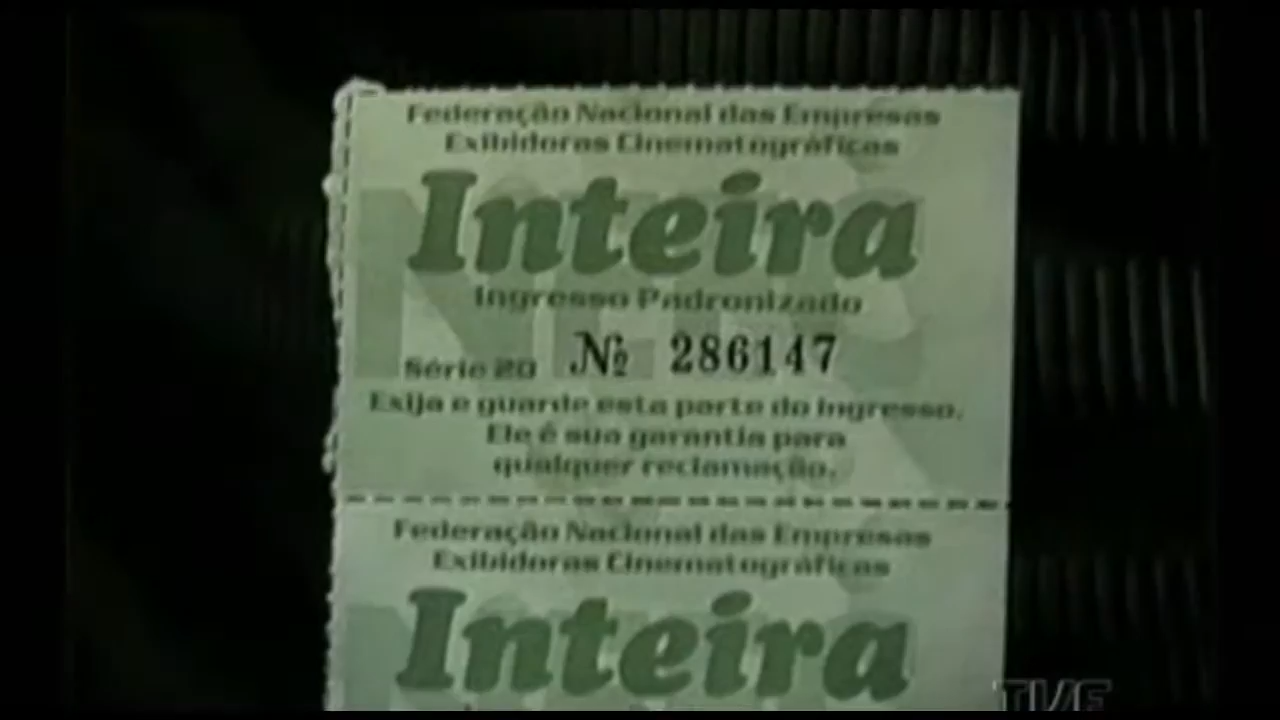 Federação Nacional das Empresas
Exibidoras Cinematográficas
Inteira
Ingresso Padronizado
Série 20 Nº 286147
Exija e guarde esta parte do ingresso.
Ele é sua garantia para
qualquer reclamação.
Federação Nacional das Empresas
Exibidoras Cinematográficas
Inteira
TVE